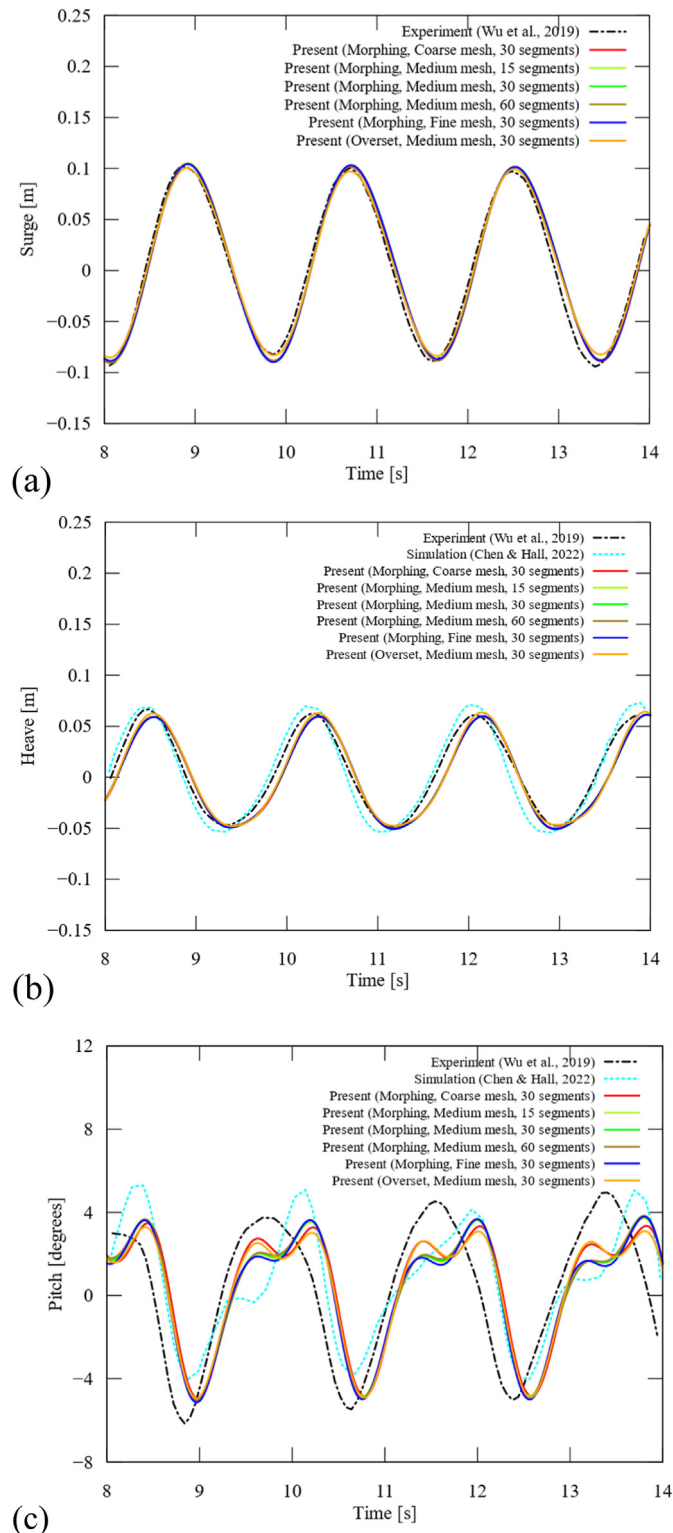 0.25
0.2
0.15
0.1
0.05
0
−0.05
−0.1
−0.15
Surge [m]
Experiment (Wu et al., 2019)
Present (Morphing, Coarse mesh, 30 segments)
Present (Morphing, Medium mesh, 15 segments)
Present (Morphing, Medium mesh, 30 segments)
Present (Morphing, Medium mesh, 60 segments)
Present (Morphing, Fine mesh, 30 segments)
Present (Overset, Medium mesh, 30 segments)
8 9 10 11 12 13 14
Time [s]
(a)
0.25
0.2
0.15
0.1
0.05
0
−0.05
−0.1
−0.15
Heave [m]
Experiment (Wu et al., 2019)
Simulation (Chen & Hall, 2022)
Present (Morphing, Coarse mesh, 30 segments)
Present (Morphing, Medium mesh, 15 segments)
Present (Morphing, Medium mesh, 30 segments)
Present (Morphing, Medium mesh, 60 segments)
Present (Morphing, Fine mesh, 30 segments)
Present (Overset, Medium mesh, 30 segments)
8 9 10 11 12 13 14
Time [s]
(b)
12
8
4
0
−4
−8
Pitch [degrees]
Experiment (Wu et al., 2019)
Simulation (Chen & Hall, 2022)
Present (Morphing, Coarse mesh, 30 segments)
Present (Morphing, Medium mesh, 15 segments)
Present (Morphing, Medium mesh, 30 segments)
Present (Morphing, Medium mesh, 60 segments)
Present (Morphing, Fine mesh, 30 segments)
Present (Overset, Medium mesh, 30 segments)
8 9 10 11 12 13 14
Time [s]
(c)